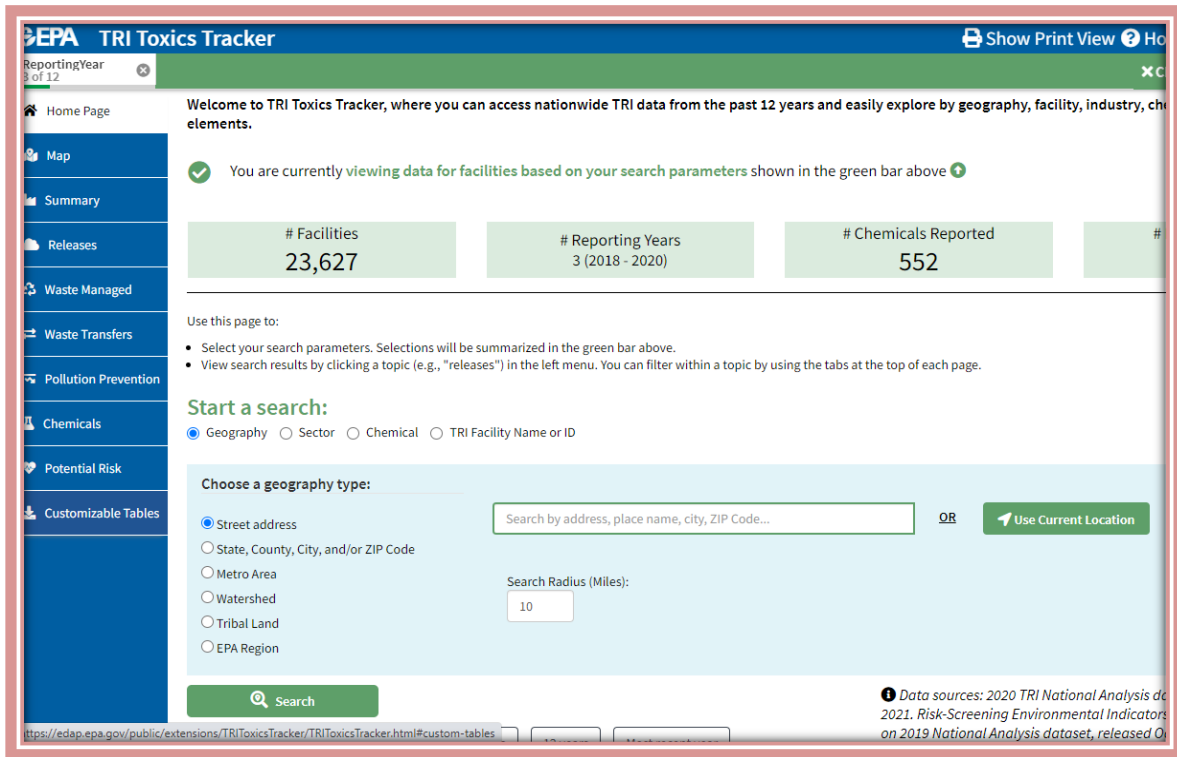 EPA TRI Toxics Tracker
Show Print View Ho
ReportingYear
3 of 12
Home Page
Welcome to TRI Toxics Tracker, where you can access nationwide TRI data from the past 12 years and easily explore by geography, facility, industry, che
elements.
Map
You are currently viewing data for facilities based on your search parameters shown in the green bar above
Summary
Releases
# Facilities
23,627
# Reporting Years
3 (2018 - 2020)
# Chemicals Reported
552
#
Waste Managed
Use this page to:
Waste Transfers
• Select your search parameters. Selections will be summarized in the green bar above.
• View search results by clicking a topic (e.g., "releases") in the left menu. You can filter within a topic by using the tabs at the top of each page.
Pollution Prevention
Start a search:
Chemicals
Geography Sector Chemical TRI Facility Name or ID
Potential Risk
Choose a geography type:
Customizable Tables
Street address
Search by address, place name, city, ZIP Code...
OR
Use Current Location
State, County, City, and/or ZIP Code
Metro Area
Search Radius (Miles):
Watershed
10
Tribal Land
EPA Region
Search
Data sources: 2020 TRI National Analysis da
2021. Risk-Screening Environmental Indicators
on 2019 National Analysis dataset, released O
https://edap.epa.gov/public/extensions/TRIToxicsTracker/TRIToxicsTracker.html#custom-tables